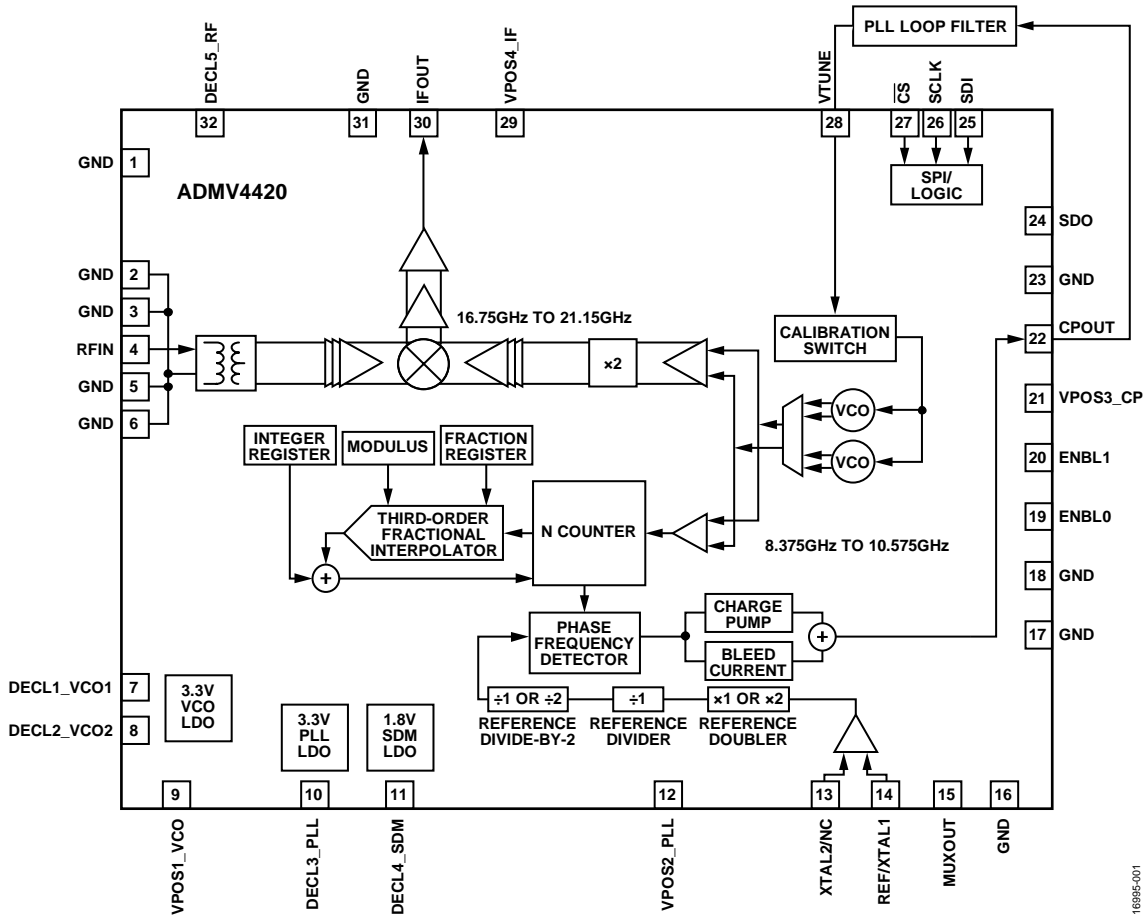 PLL LOOP FILTER
DECL5_RF
GND
IFOUT
VPOS4_IF
VTUNE
CS
SCLK
SDI
32
31
30
29
28
27
26
25
GND 1
ADMV4420
SPI/
LOGIC
24 SDO
GND 2
23 GND
GND 3
16.75GHz TO 21.15GHz
CALIBRATION
SWITCH
CPOUT
22
RFIN 4
×2
GND 5
21 VPOS3_CP
GND 6
VCO
VCO
INTEGER
REGISTER
MODULUS
FRACTION
REGISTER
20 ENBL1
THIRD-ORDER
FRACTIONAL
INTERPOLATOR
N COUNTER
19 ENBL0
8.375GHz TO 10.575GHz
+
18 GND
PHASE
FREQUENCY
DETECTOR
CHARGE
PUMP
BLEED
CURRENT
+
17 GND
DECL1_VCO1 7
3.3V
VCO
LDO
DECL2_VCO2 8
3.3V
PLL
LDO
1.8V
SDM
LDO
÷1 OR ÷2
÷1
×1 OR ×2
REFERENCE
DIVIDE-BY-2
REFERENCE
DIVIDER
REFERENCE
DOUBLER
9
10
11
12
13
14
15
16
VPOS1_VCO
DECL3_PLL
DECL4_SDM
VPOS2_PLL
XTAL2/NC
REF/XTAL1
MUXOUT
GND
16995-001